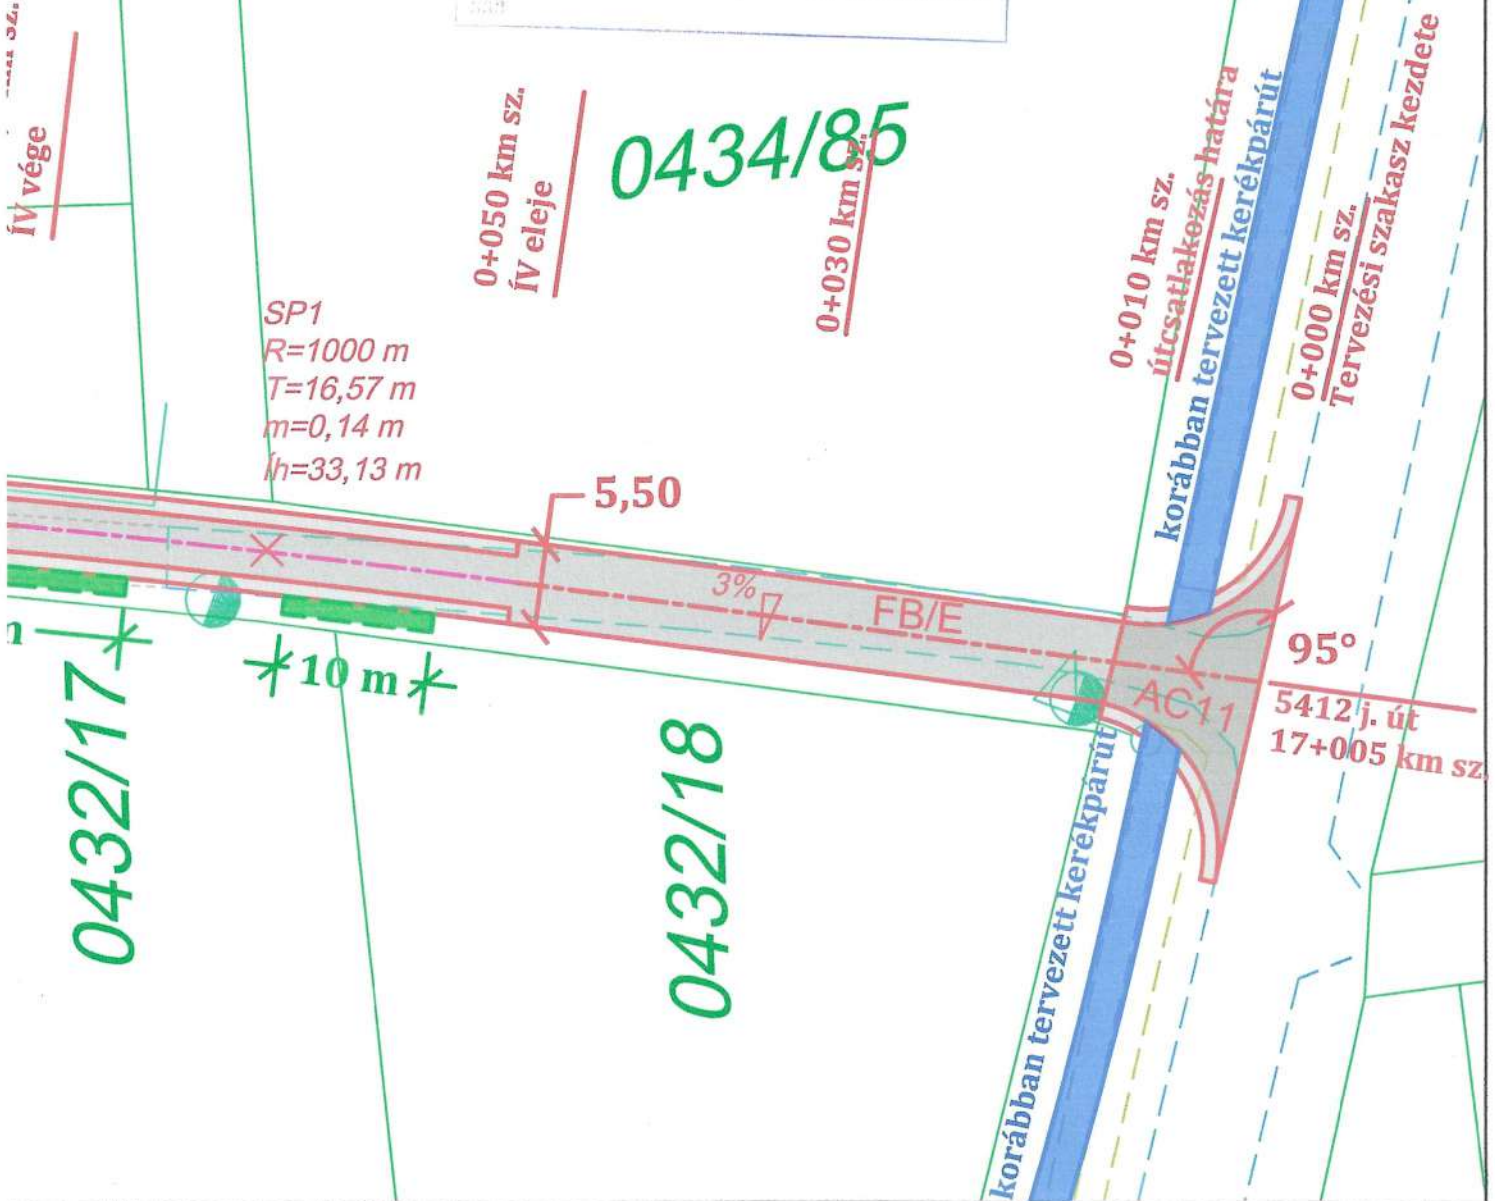 ÍV vége
0+050 km sz.
ÍV eleje
0434/85
0+030 km sz.
0+010 km sz.
útcsatlakozás határa
korábban tervezett kerékpárút
0+000 km sz.
Tervezési szakasz kezdete
SP1
R=1000 m
T=16,57 m
m=0,14 m
Íh=33,13 m
5,50
3%
FB/E
AC11
95°
5412 j. út
17+005 km sz.
10 m
0432/17
0432/18
korábban tervezett kerékpárút